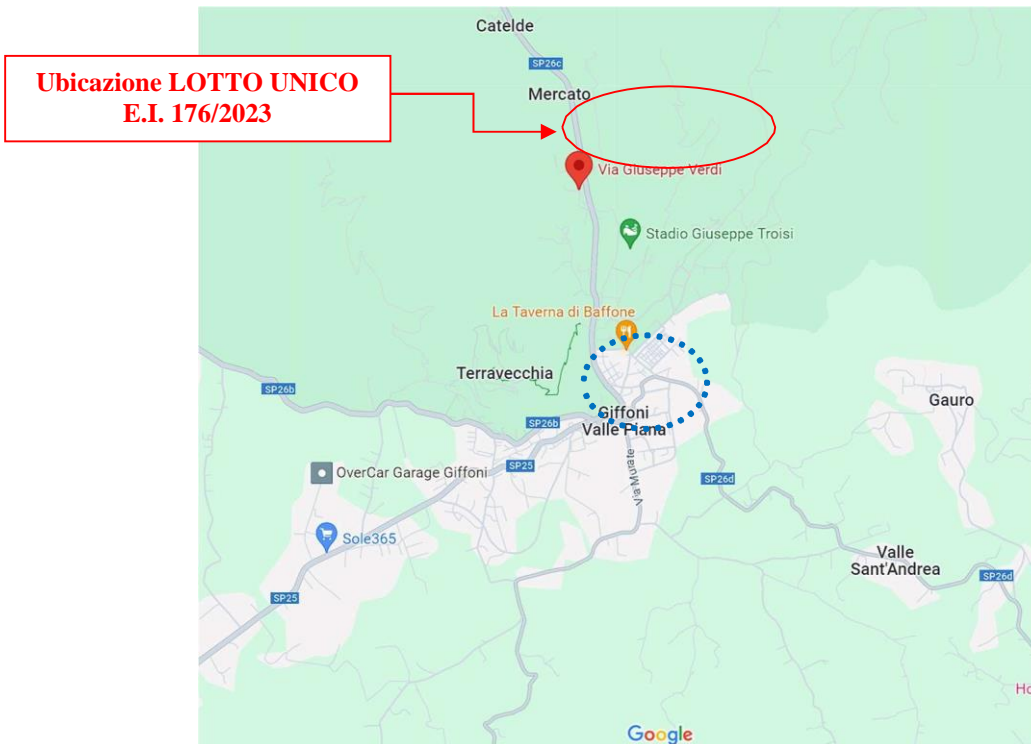 Catelde
SP26c
Ubicazione LOTTO UNICO
E.I. 176/2023
Mercato
Via Giuseppe Verdi
Stadio Giuseppe Troisi
La Taverna di Baffone
Terravecchia
SP26b
Gauro
Giffoni
Valle Piana
SP26b
SP25
Via Mulate
OverCar Garage Giffoni
SP26d
Sole365
Valle
Sant'Andrea
SP26d
SP25
Ho
Google